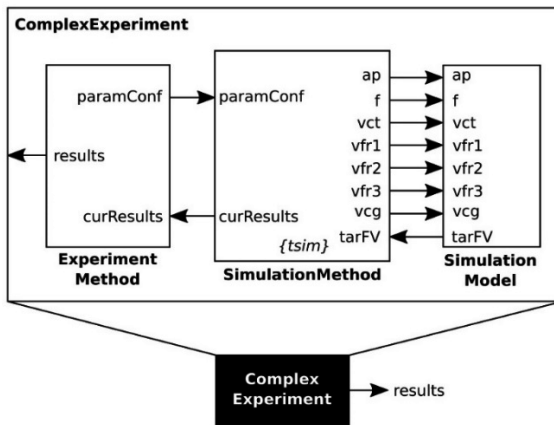 ComplexExperiment
paramConf
results
curResults
Experiment
Method
paramConf
curResults
ap
f
vct
vfr1
vfr2
vfr3
vcg
tarFV
{tsim}
SimulationMethod
ap
f
vct
vfr1
vfr2
vfr3
vcg
tarFV
Simulation
Model
Complex
Experiment
results